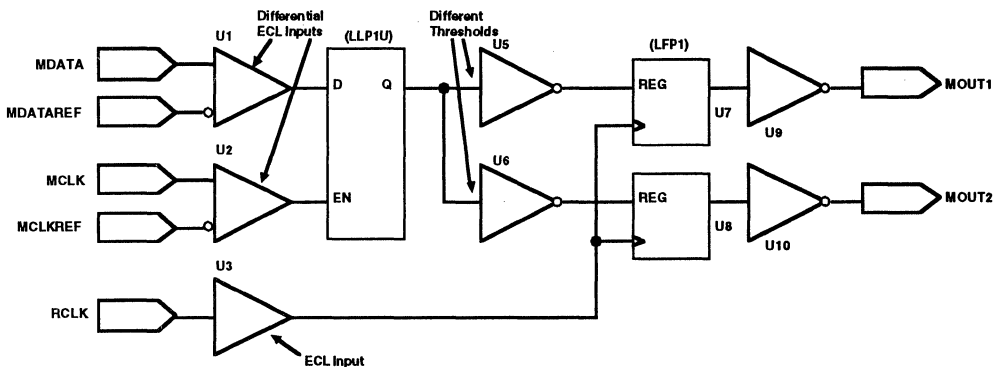 Differential
ECL Inputs
Different
Thresholds
U1
(LLP1U)
U5
(LFP1)
MDATA
D
Q
REG
MOUT1
MDATAREF
U7
U9
U2
U6
MCLK
EN
REG
MOUT2
MCLKREF
U8
U10
U3
RCLK
ECL Input